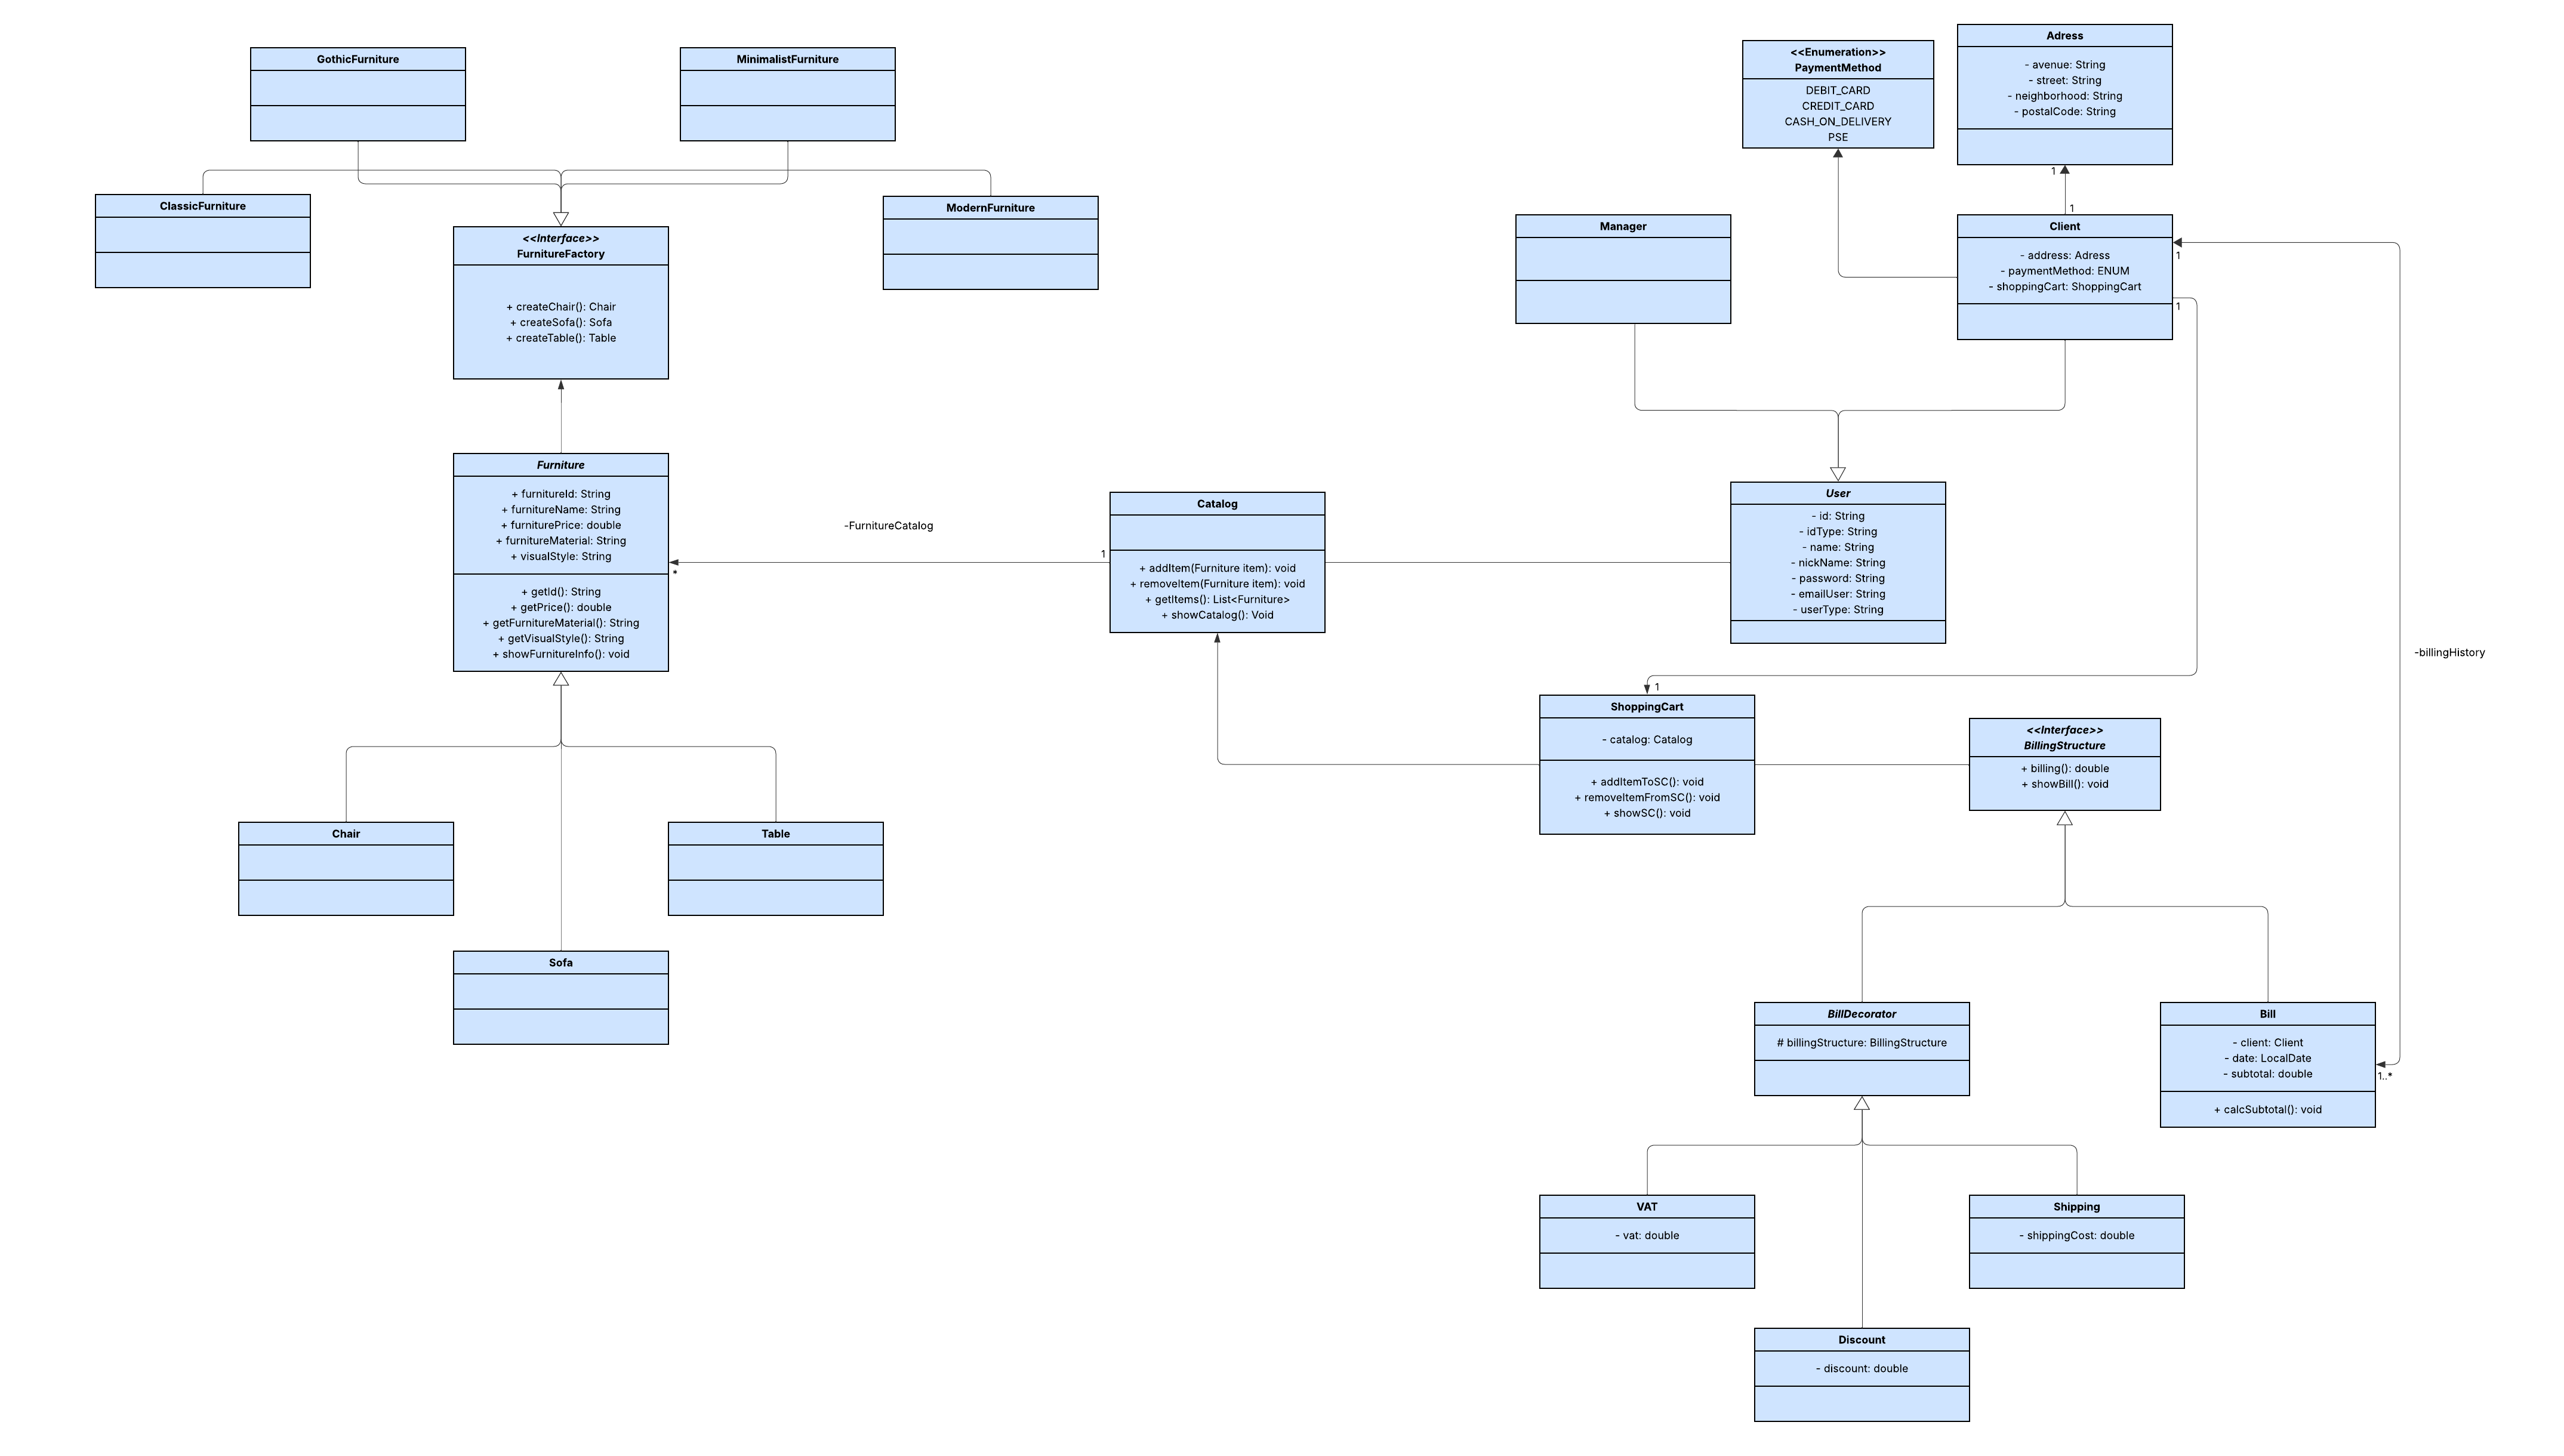 GothicFurniture
MinimalistFurniture
ClassicFurniture
ModernFurniture
<<Interface>>
FurnitureFactory
+ createChair(): Chair
+ createSofa(): Sofa
+ createTable(): Table
Furniture
+ furnitureId: String
+ furnitureName: String
+ furniturePrice: double
+ furnitureMaterial: String
+ visualStyle: String
+ getId(): String
+ getPrice(): double
+ getFurnitureMaterial(): String
+ getVisualStyle(): String
+ showFurnitureInfo(): void
*
-FurnitureCatalog
1
Chair
Table
Sofa
Catalog
+ addItem(Furniture item): void
+ removeItem(Furniture item): void
+ getItems(): List<Furniture>
+ showCatalog(): Void
<<Enumeration>>
PaymentMethod
DEBIT_CARD
CREDIT_CARD
CASH_ON_DELIVERY
PSE
Adress
- avenue: String
- street: String
- neighborhood: String
- postalCode: String
1
1
Manager
Client
- address: Adress
- paymentMethod: ENUM
- shoppingCart: ShoppingCart
1
1
User
- id: String
- idType: String
- name: String
- nickName: String
- password: String
- emailUser: String
- userType: String
-billingHistory
1
ShoppingCart
- catalog: Catalog
+ addItemToSC(): void
+ removeItemFromSC(): void
+ showSC(): void
<<Interface>>
BillingStructure
+ billing(): double
+ showBill(): void
BillDecorator
# billingStructure: BillingStructure
Bill
- client: Client
- date: LocalDate
- subtotal: double
+ calcSubtotal(): void
1..*
VAT
- vat: double
Shipping
- shippingCost: double
Discount
- discount: double